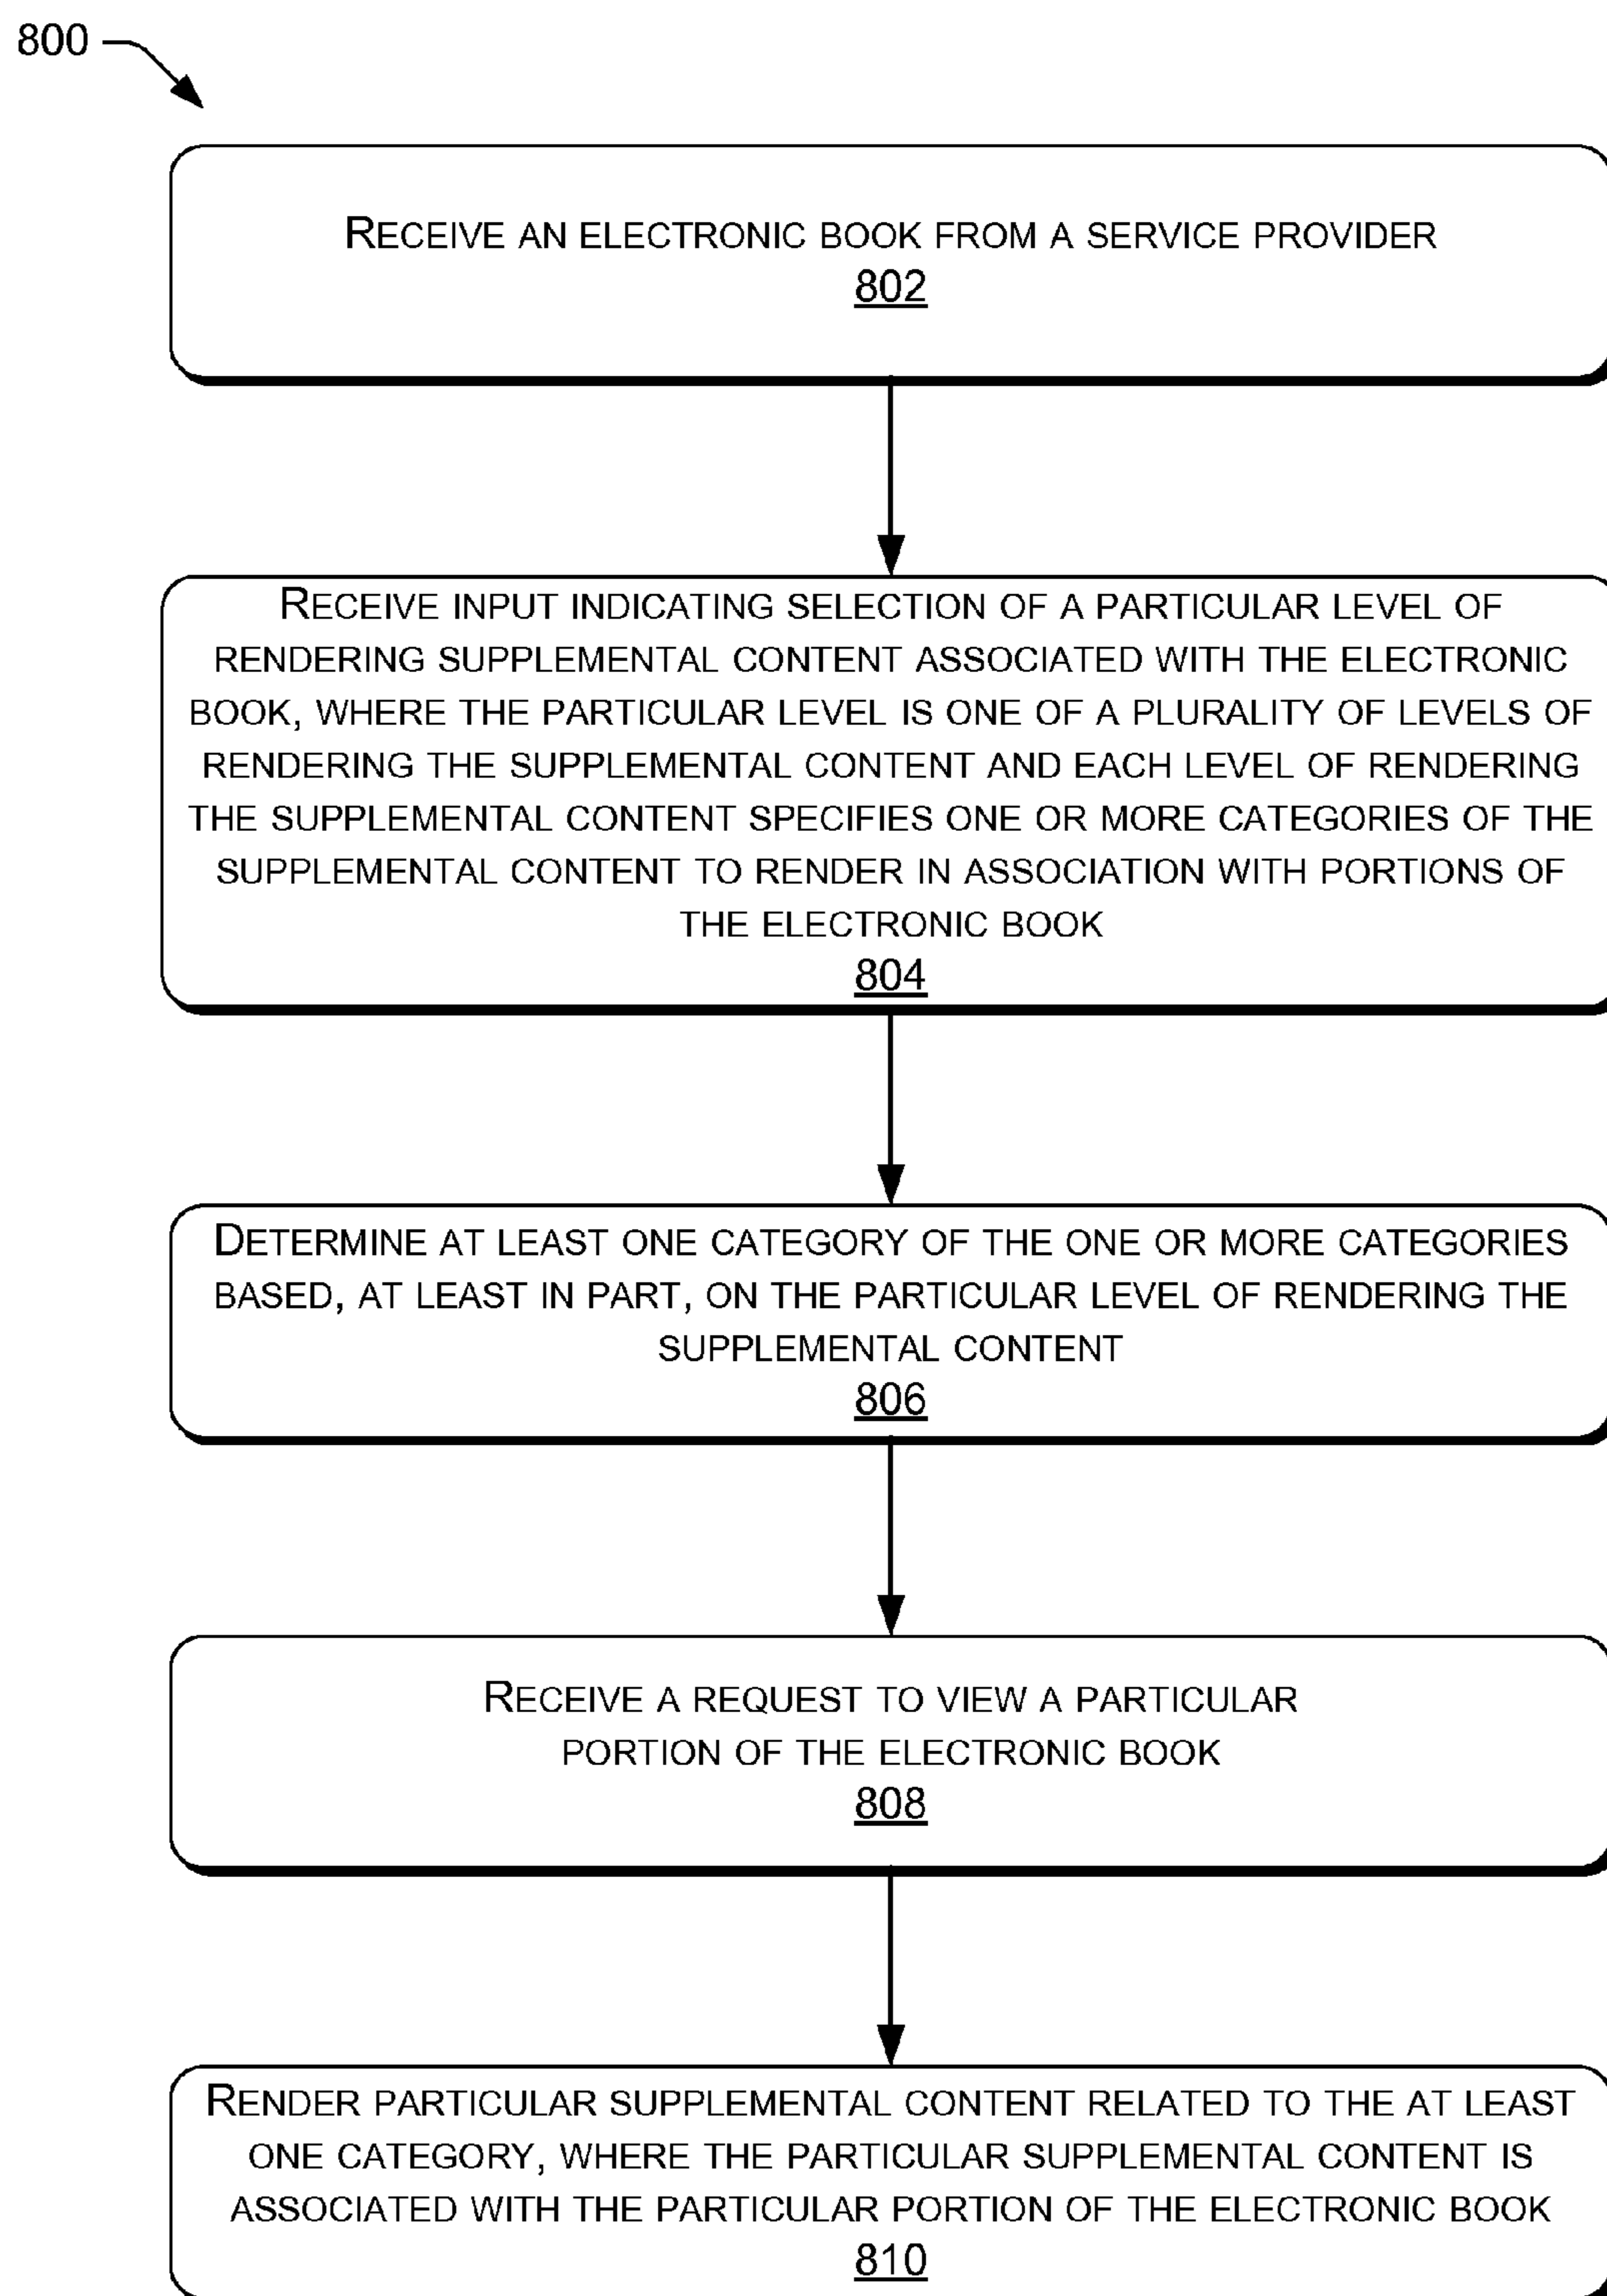 800
RECEIVE AN ELECTRONIC BOOK FROM A SERVICE PROVIDER
802
RECEIVE INPUT INDICATING SELECTION OF A PARTICULAR LEVEL OF
RENDERING SUPPLEMENTAL CONTENT ASSOCIATED WITH THE ELECTRONIC
BOOK, WHERE THE PARTICULAR LEVEL IS ONE OF A PLURALITY OF LEVELS OF
RENDERING THE SUPPLEMENTAL CONTENT AND EACH LEVEL OF RENDERING
THE SUPPLEMENTAL CONTENT SPECIFIES ONE OR MORE CATEGORIES OF THE
SUPPLEMENTAL CONTENT TO RENDER IN ASSOCIATION WITH PORTIONS OF
THE ELECTRONIC BOOK
804
DETERMINE AT LEAST ONE CATEGORY OF THE ONE OR MORE CATEGORIES
BASED, AT LEAST IN PART, ON THE PARTICULAR LEVEL OF RENDERING THE
SUPPLEMENTAL CONTENT
806
RECEIVE A REQUEST TO VIEW A PARTICULAR
PORTION OF THE ELECTRONIC BOOK
808
RENDER PARTICULAR SUPPLEMENTAL CONTENT RELATED TO THE AT LEAST
ONE CATEGORY, WHERE THE PARTICULAR SUPPLEMENTAL CONTENT IS
ASSOCIATED WITH THE PARTICULAR PORTION OF THE ELECTRONIC BOOK
810